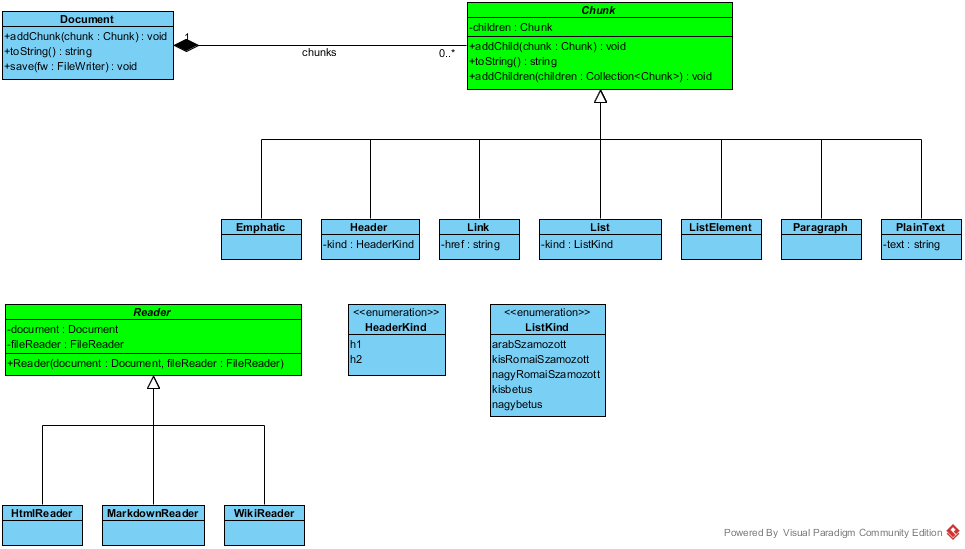 Document
+addChunk(chunk : Chunk) : void
+toString() : string
+save(fw : FileWriter) : void
1
chunks
0..*
Chunk
-children : Chunk
+addChild(chunk : Chunk) : void
+toString() : string
+addChildren(children : Collection<Chunk>) : void
Emphatic
Header
-kind : HeaderKind
Link
-href : string
List
-kind : ListKind
ListElement
Paragraph
PlainText
-text : string
Reader
-document : Document
-fileReader : FileReader
+Reader(document : Document, fileReader : FileReader)
<<enumeration>>
HeaderKind
h1
h2
<<enumeration>>
ListKind
arabSzamozott
kisRomaiSzamozott
nagyRomaiSzamozott
kisbetus
nagybetus
HtmlReader
MarkdownReader
WikiReader
Powered By Visual Paradigm Community Edition